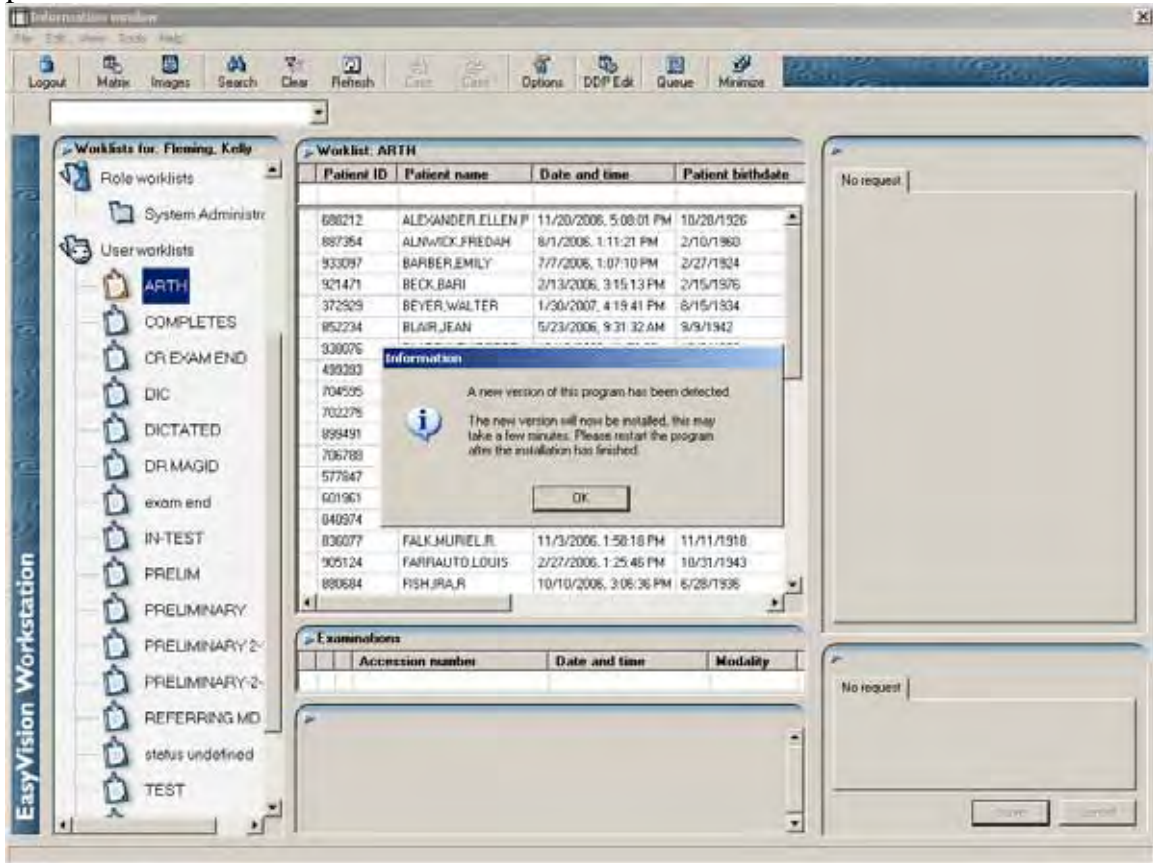 Information window
File Edit View Tools Help
Logout Matrix Images Search Clear Refresh Options DDP Edit Queue Minimize
Worklists for: Fleming, Kelly
Role worklists
System Administr
User worklists
ARTH
COMPLETES
CR EXAM END
DIC
DICTATED
DR MAGID
exam end
IN-TEST
PRELIM
PRELIMINARY
PRELIMINARY 2-
PRELIMINARY-2-
REFERRING MD
status undefined
TEST
Worklist: ARTH
Patient ID Patient name Date and time Patient birthdate
688212 ALEXANDER,ELLEN P 11/20/2006, 5:08:01 PM 10/28/1926
887354 ALNWICK,FREDAH 8/1/2006, 1:11:21 PM 2/10/1960
933097 BARBER,EMILY 7/7/2006, 1:07:10 PM 2/27/1924
921471 BECK,BARI 2/13/2006, 3:15:13 PM 2/15/1976
372929 BEYER,WALTER 1/30/2007, 4:19:41 PM 8/15/1934
852234 BLAIR,JEAN 5/23/2006, 9:31:32 AM 9/9/1942
938076
499393
704595
702275
899491
706788
577847
601961
840974
836077 FALK,MURIEL,R. 11/3/2006, 1:58:18 PM 11/11/1918
905124 FARRAUTO,LOUIS 2/27/2006, 1:25:46 PM 10/31/1943
880684 FISH,IRA,R 10/10/2006, 3:06:36 PM 6/28/1936
Information
A new version of this program has been detected.
The new version will now be installed, this may
take a few minutes. Please restart the program
after the installation has finished.
OK
Examinations
Accession number Date and time Modality
No request
No request
EasyVision Workstation